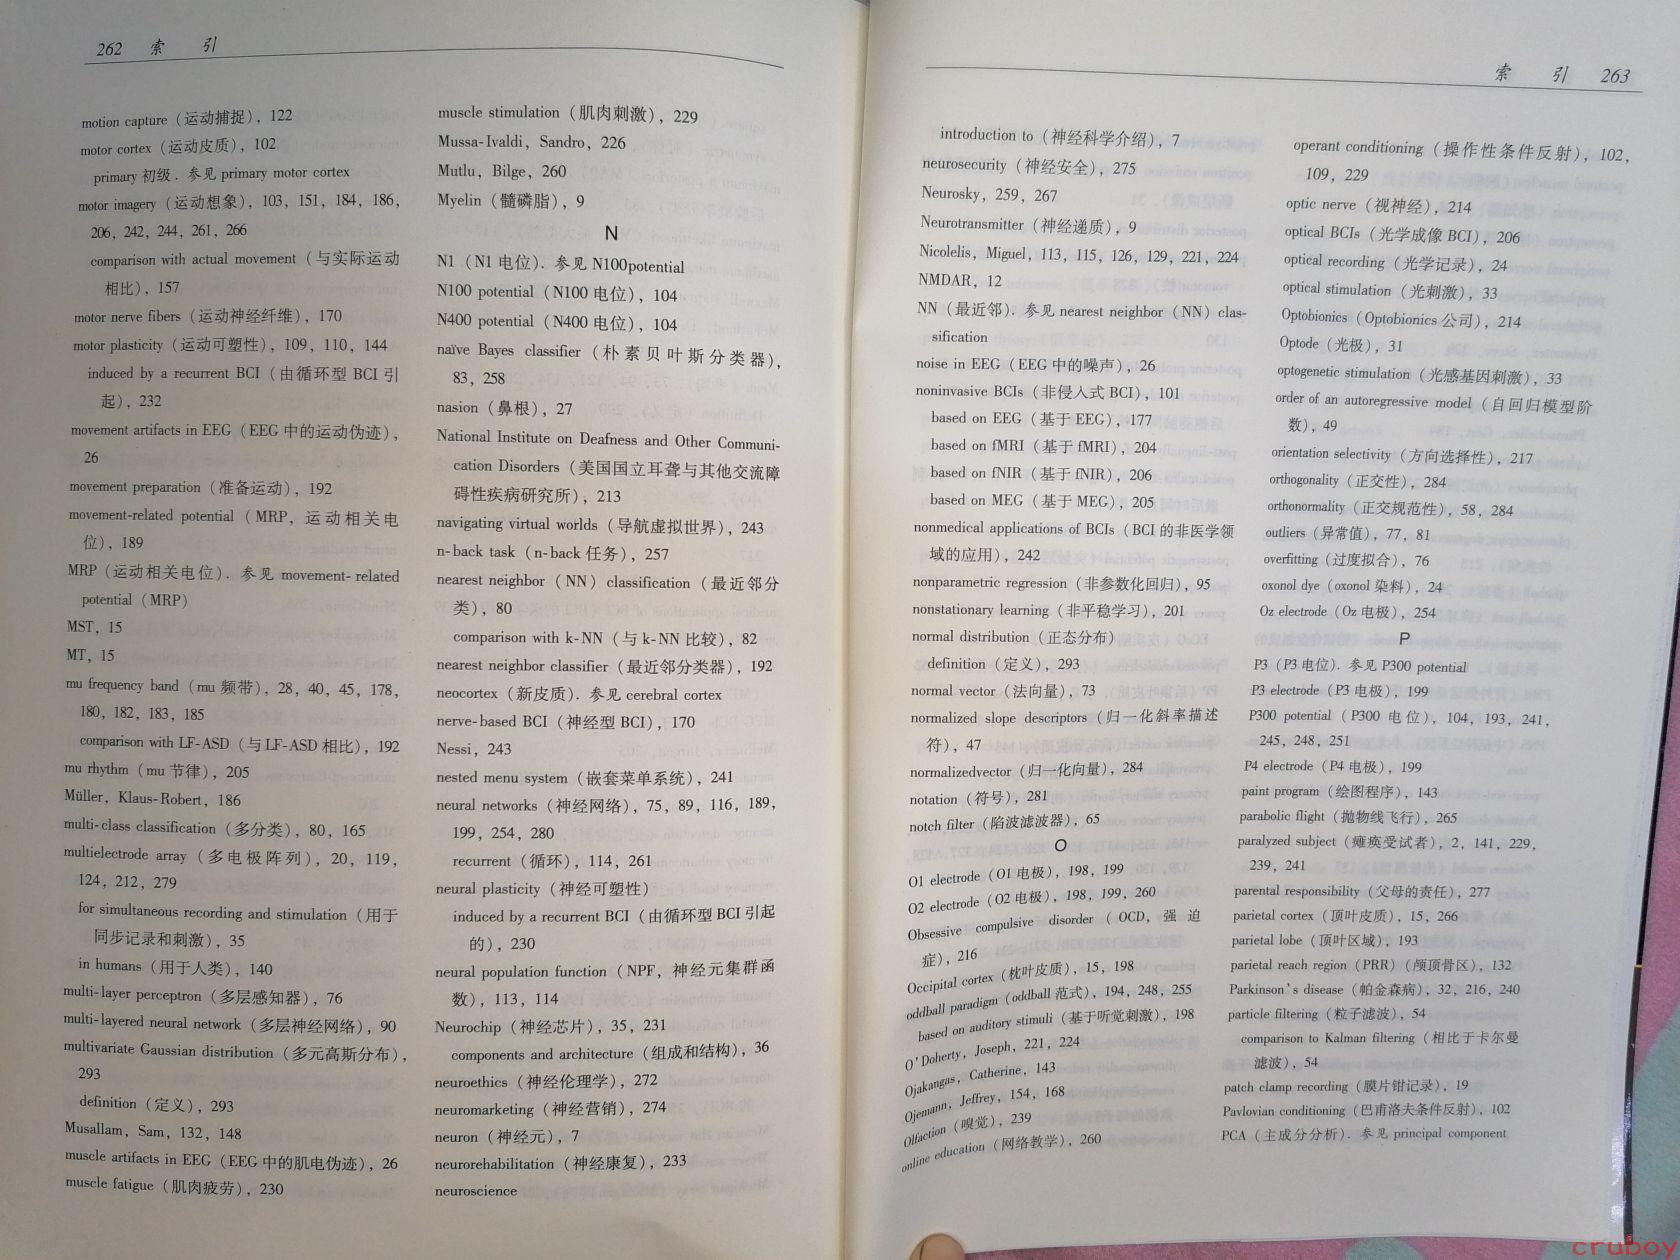 262 索 引
motion capture（运动捕捉），122
motor cortex（运动皮质），102
primary 初级．参见 primary motor cortex
motor imagery（运动想象），103，151，184，186，
206，242，244，261，266
comparison with actual movement（与实际运动
相比），157
motor nerve fibers（运动神经纤维），170
motor plasticity（运动可塑性），109，110，144
induced by a recurrent BCI（由循环型 BCI 引
起），232
movement artifacts in EEG（EEG 中的运动伪迹），
26
movement preparation（准备运动），192
movement-related potential（MRP，运动相关电
位），189
MRP（运动相关电位）．参见 movement- related
potential（MRP）
MST，15
MT，15
mu frequency band（mu 频带），28，40，45，178，
180，182，183，185
comparison with LF-ASD（与 LF-ASD 相比），192
mu rhythm（mu 节律），205
Müller，Klaus-Robert，186
multi-class classification（多分类），80，165
multielectrode array（多电极阵列），20，119，
124，212，279
for simultaneous recording and stimulation（用于
同步记录和刺激），35
in humans（用于人类），140
multi-layer perceptron（多层感知器），76
multi-layered neural network（多层神经网络），90
multivariate Gaussian distribution（多元高斯分布），
293
definition（定义），293
Musallam，Sam，132，148
muscle artifacts in EEG（EEG 中的肌电伪迹），26
muscle fatigue（肌肉疲劳），230
muscle stimulation（肌肉刺激），229
Mussa-Ivaldi，Sandro，226
Mutlu，Bilge，260
Myelin（髓磷脂），9
N
N1（N1 电位）．参见 N100potential
N100 potential（N100 电位），104
N400 potential（N400 电位），104
naïve Bayes classifier（朴素贝叶斯分类器），
83，258
nasion（鼻根），27
National Institute on Deafness and Other Communi-
cation Disorders（美国国立耳聋与其他交流障
碍性疾病研究所），213
navigating virtual worlds（导航虚拟世界），243
n-back task（n-back 任务），257
nearest neighbor（NN）classification（最近邻分
类），80
comparison with k-NN（与 k-NN 比较），82
nearest neighbor classifier（最近邻分类器），192
neocortex（新皮质）．参见 cerebral cortex
nerve-based BCI（神经型 BCI），170
Nessi，243
nested menu system（嵌套菜单系统），241
neural networks（神经网络），75，89，116，189，
199，254，280
recurrent（循环），114，261
neural plasticity（神经可塑性）
induced by a recurrent BCI（由循环型 BCI 引起
的），230
neural population function（NPF，神经元集群函
数），113，114
Neurochip（神经芯片），35，231
components and architecture（组成和结构），36
neuroethics（神经伦理学），272
neuromarketing（神经营销），274
neuron（神经元），7
neurorehabilitation（神经康复），233
neuroscience
索 引 263
introduction to（神经科学介绍），7
neurosecurity（神经安全），275
Neurosky，259，267
Neurotransmitter（神经递质），9
Nicolelis，Miguel，113，115，126，129，221，224
NMDAR，12
NN（最近邻）．参见 nearest neighbor（NN）clas-
sification
noise in EEG（EEG 中的噪声），26
noninvasive BCIs（非侵入式 BCI），101
based on EEG（基于 EEG），177
based on fMRI（基于 fMRI），204
based on fNIR（基于 fNIR），206
based on MEG（基于 MEG），205
nonmedical applications of BCIs（BCI 的非医学领
域的应用），242
nonparametric regression（非参数化回归），95
nonstationary learning（非平稳学习），201
normal distribution（正态分布）
definition（定义），293
normal vector（法向量），73
normalized slope descriptors（归一化斜率描述
符），47
normalizedvector（归一化向量），284
notation（符号），281
notch filter（陷波滤波器），65
O
O1 electrode（O1 电极），198，199
O2 electrode（O2 电极），198，199，260
Obsessive compulsive disorder（OCD，强迫
症），216
Occipital cortex（枕叶皮质），15，198
oddball paradigm（oddball 范式），194，248，255
based on auditory stimuli（基于听觉刺激），198
O'Doherty，Joseph，221，224
Ojakangas，Catherine，143
Ojemann，Jeffrey，154，168
Olfaction（嗅觉），239
online education（网络教学），260
operant conditioning（操作性条件反射），102，
109，229
optic nerve（视神经），214
optical BCIs（光学成像 BCI），206
optical recording（光学记录），24
optical stimulation（光刺激），33
Optobionics（Optobionics 公司），214
Optode（光极），31
optogenetic stimulation（光感基因刺激），33
order of an autoregressive model（自回归模型阶
数），49
orientation selectivity（方向选择性），217
orthogonality（正交性），284
orthonormality（正交规范性），58，284
outliers（异常值），77，81
overfitting（过度拟合），76
oxonol dye（oxonol 染料），24
Oz electrode（Oz 电极），254
P
P3（P3 电位）．参见 P300 potential
P3 electrode（P3 电极），199
P300 potential（P300 电位），104，193，241，
245，248，251
P4 electrode（P4 电极），199
paint program（绘图程序），143
parabolic flight（抛物线飞行），265
paralyzed subject（瘫痪受试者），2，141，229，
239，241
parental responsibility（父母的责任），277
parietal cortex（顶叶皮质），15，266
parietal lobe（顶叶区域），193
parietal reach region（PRR）（颅顶骨区），132
Parkinson's disease（帕金森病），32，216，240
particle filtering（粒子滤波），54
comparison to Kalman filtering（相比于卡尔曼
滤波），54
patch clamp recording（膜片钳记录），19
Pavlovian conditioning（巴甫洛夫条件反射），102
PCA（主成分分析）．参见 principal component
cruboy